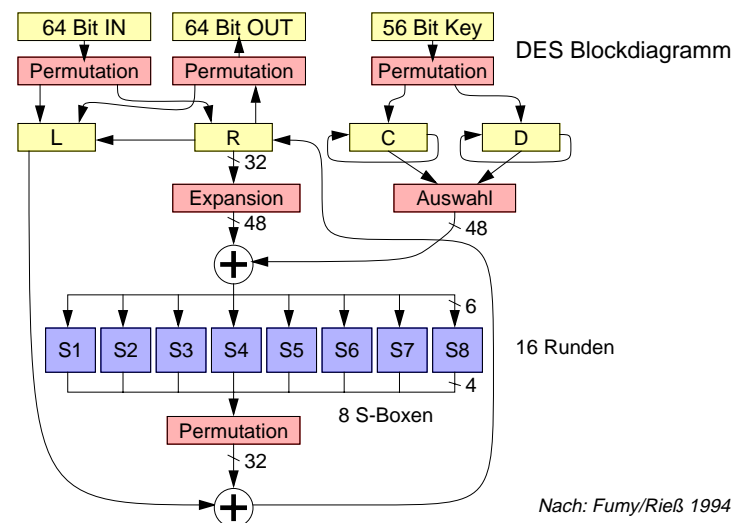 64 Bit IN
64 Bit OUT
56 Bit Key
DES Blockdiagramm
Permutation
Permutation
Permutation
L
R
C
D
32
Expansion
Auswahl
48
48
6
S1
S2
S3
S4
S5
S6
S7
S8
16 Runden
4
8 S-Boxen
Permutation
32
Nach: Fumy/Rieß 1994